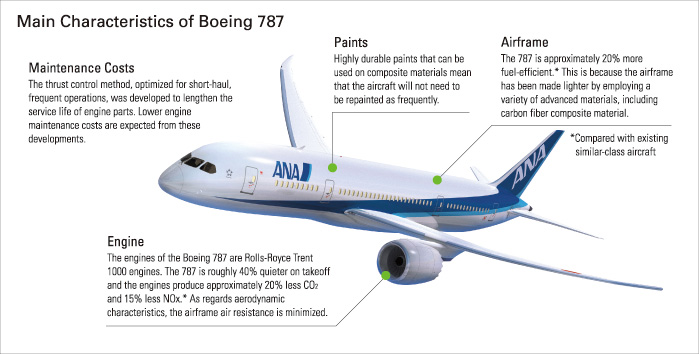 Main Characteristics of Boeing 787
Maintenance Costs
The thrust control method, optimized for short-haul,
frequent operations, was developed to lengthen the
service life of engine parts. Lower engine
maintenance costs are expected from these
developments.
Paints
Highly durable paints that can be
used on composite materials mean
that the aircraft will not need to
be repainted as frequently.
Airframe
The 787 is approximately 20% more
fuel-efficient.* This is because the airframe
has been made lighter by employing a
variety of advanced materials, including
carbon fiber composite material.
*Compared with existing
similar-class aircraft
ANA
ANA
Engine
The engines of the Boeing 787 are Rolls-Royce Trent
1000 engines. The 787 is roughly 40% quieter on takeoff
and the engines produce approximately 20% less CO₂
and 15% less NOx.* As regards aerodynamic
characteristics, the airframe air resistance is minimized.